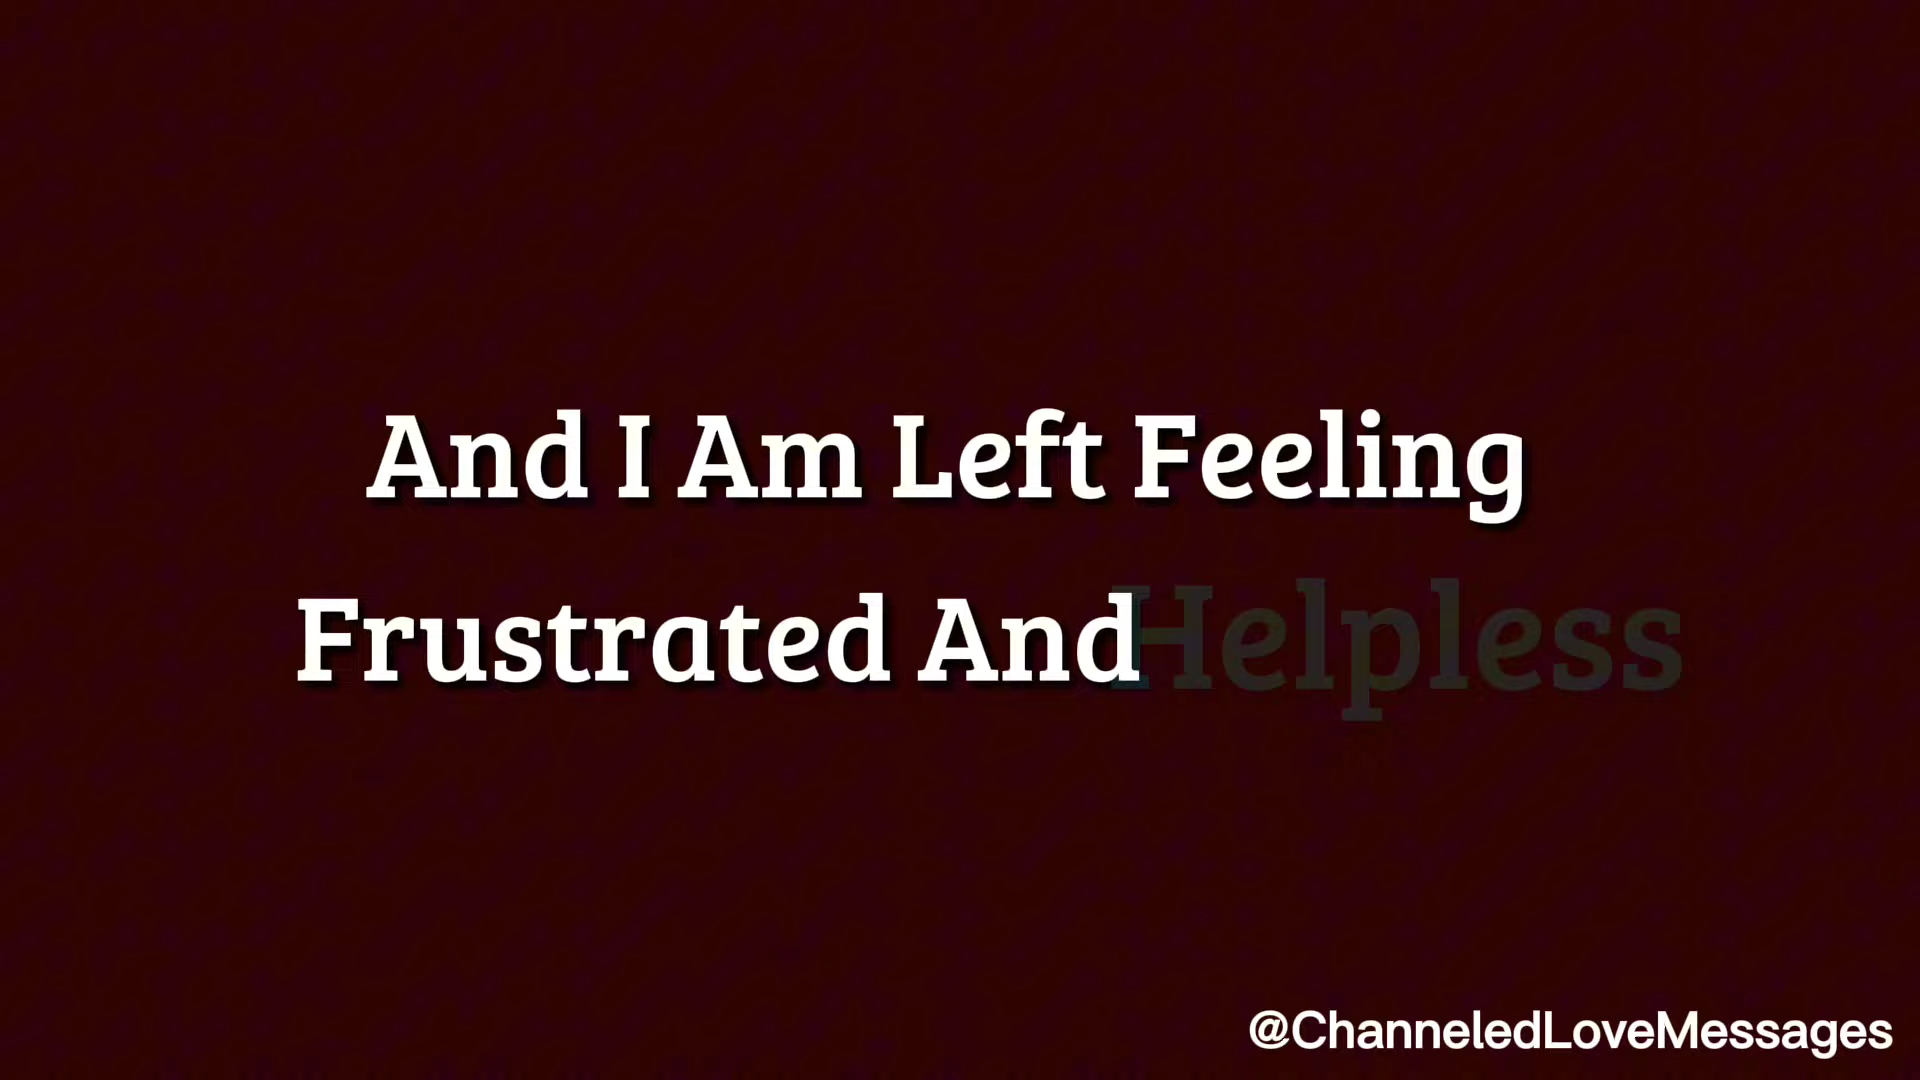 And I Am Left Feeling
Frustrated And Helpless
@ChanneledLoveMessages